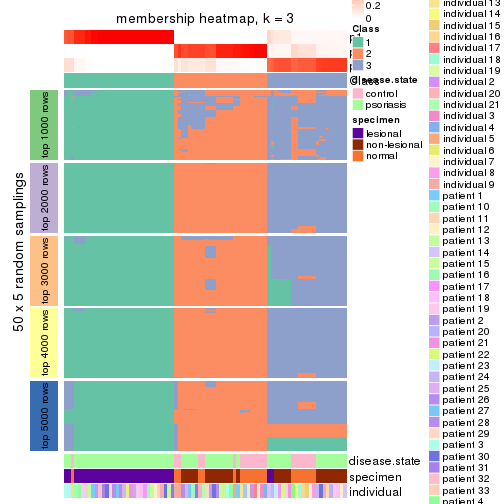 membership heatmap, k = 3
50 x 5 random samplings
top 1000 rows
top 2000 rows
top 3000 rows
top 4000 rows
top 5000 rows
disease.state
specimen
individual
0.2
0
Class
1
2
3
disease.state
control
psoriasis
specimen
lesional
non-lesional
normal
individual 13
individual 14
individual 15
individual 16
individual 17
individual 18
individual 19
individual 2
individual 20
individual 21
individual 3
individual 4
individual 5
individual 6
individual 7
individual 8
individual 9
patient 1
patient 10
patient 11
patient 12
patient 13
patient 14
patient 15
patient 16
patient 17
patient 18
patient 19
patient 2
patient 20
patient 21
patient 22
patient 23
patient 24
patient 25
patient 26
patient 27
patient 28
patient 29
patient 3
patient 30
patient 31
patient 32
patient 33
patient 4